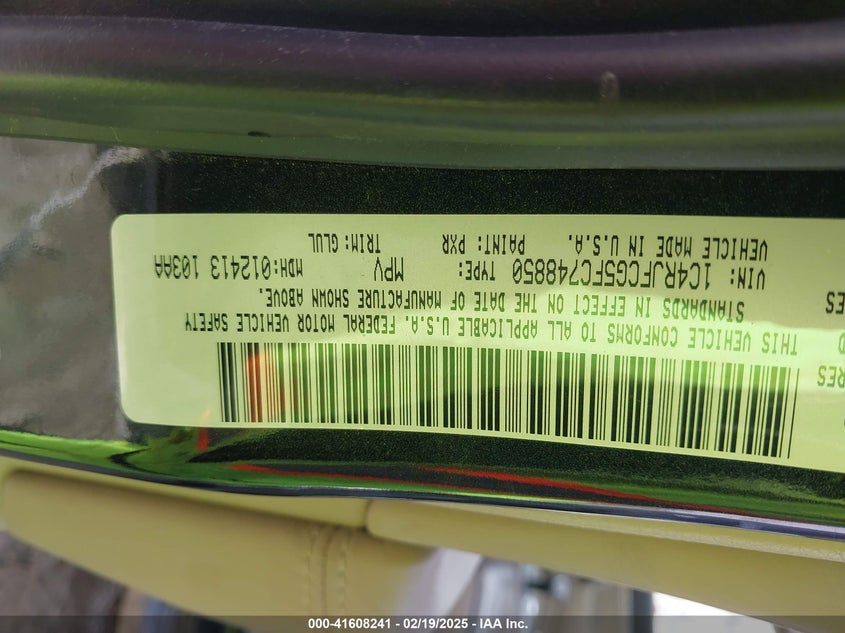 THIS VEHICLE CONFORMS TO ALL APPLICABLE U.S.A. FEDERAL MOTOR VEHICLE SAFETY
STANDARDS IN EFFECT ON THE DATE OF MANUFACTURE SHOWN ABOVE.
VIN: 1C4RJFCG5FC748850 TYPE: MPV MDH:012413 103AA
VEHICLE MADE IN U.S.A. PAINT: PXR TRIM:GLUL
000-41608241 - 02/19/2025 - IAA Inc.